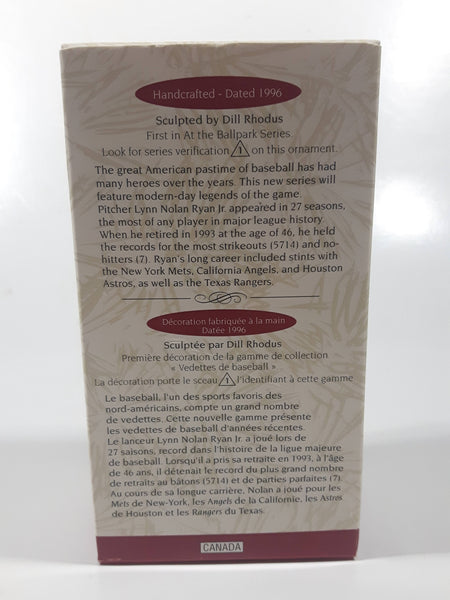 Handcrafted - Dated 1996
Sculpted by Dill Rhodus
First in At the Ballpark Series.
Look for series verification 1 on this ornament.
The great American pastime of baseball has had
many heroes over the years. This new series will
feature modern-day legends of the game.
Pitcher Lynn Nolan Ryan Jr. appeared in 27 seasons,
the most of any player in major league history.
When he retired in 1993 at the age of 46, he held
the records for the most strikeouts (5714) and no-
hitters (7). Ryan's long career included stints with
the New York Mets, California Angels, and Houston
Astros, as well as the Texas Rangers.
Décoration fabriquée à la main
Datée 1996
Sculptée par Dill Rhodus
Première décoration de la gamme de collection
« Vedettes de baseball »
La décoration porte le sceau 1 l'identifiant à cette gamme
Le baseball, l'un des sports favoris des
nord-américains, compte un grand nombre
de vedettes. Cette nouvelle gamme présente
les vedettes de baseball d'années récentes.
Le lanceur Lynn Nolan Ryan Jr. a joué lors de
27 saisons, record dans l'histoire de la ligue majeure
de baseball. Lorsqu'il a pris sa retraite en 1993, à l'âge
de 46 ans, il détenait le record du plus grand nombre
de retraits au bâtons (5714) et de parties parfaites (7).
Au cours de sa longue carrière, Nolan a joué pour les
Mets de New-York, les Angels de la Californie, les Astros
de Houston et les Rangers du Texas.
CANADA